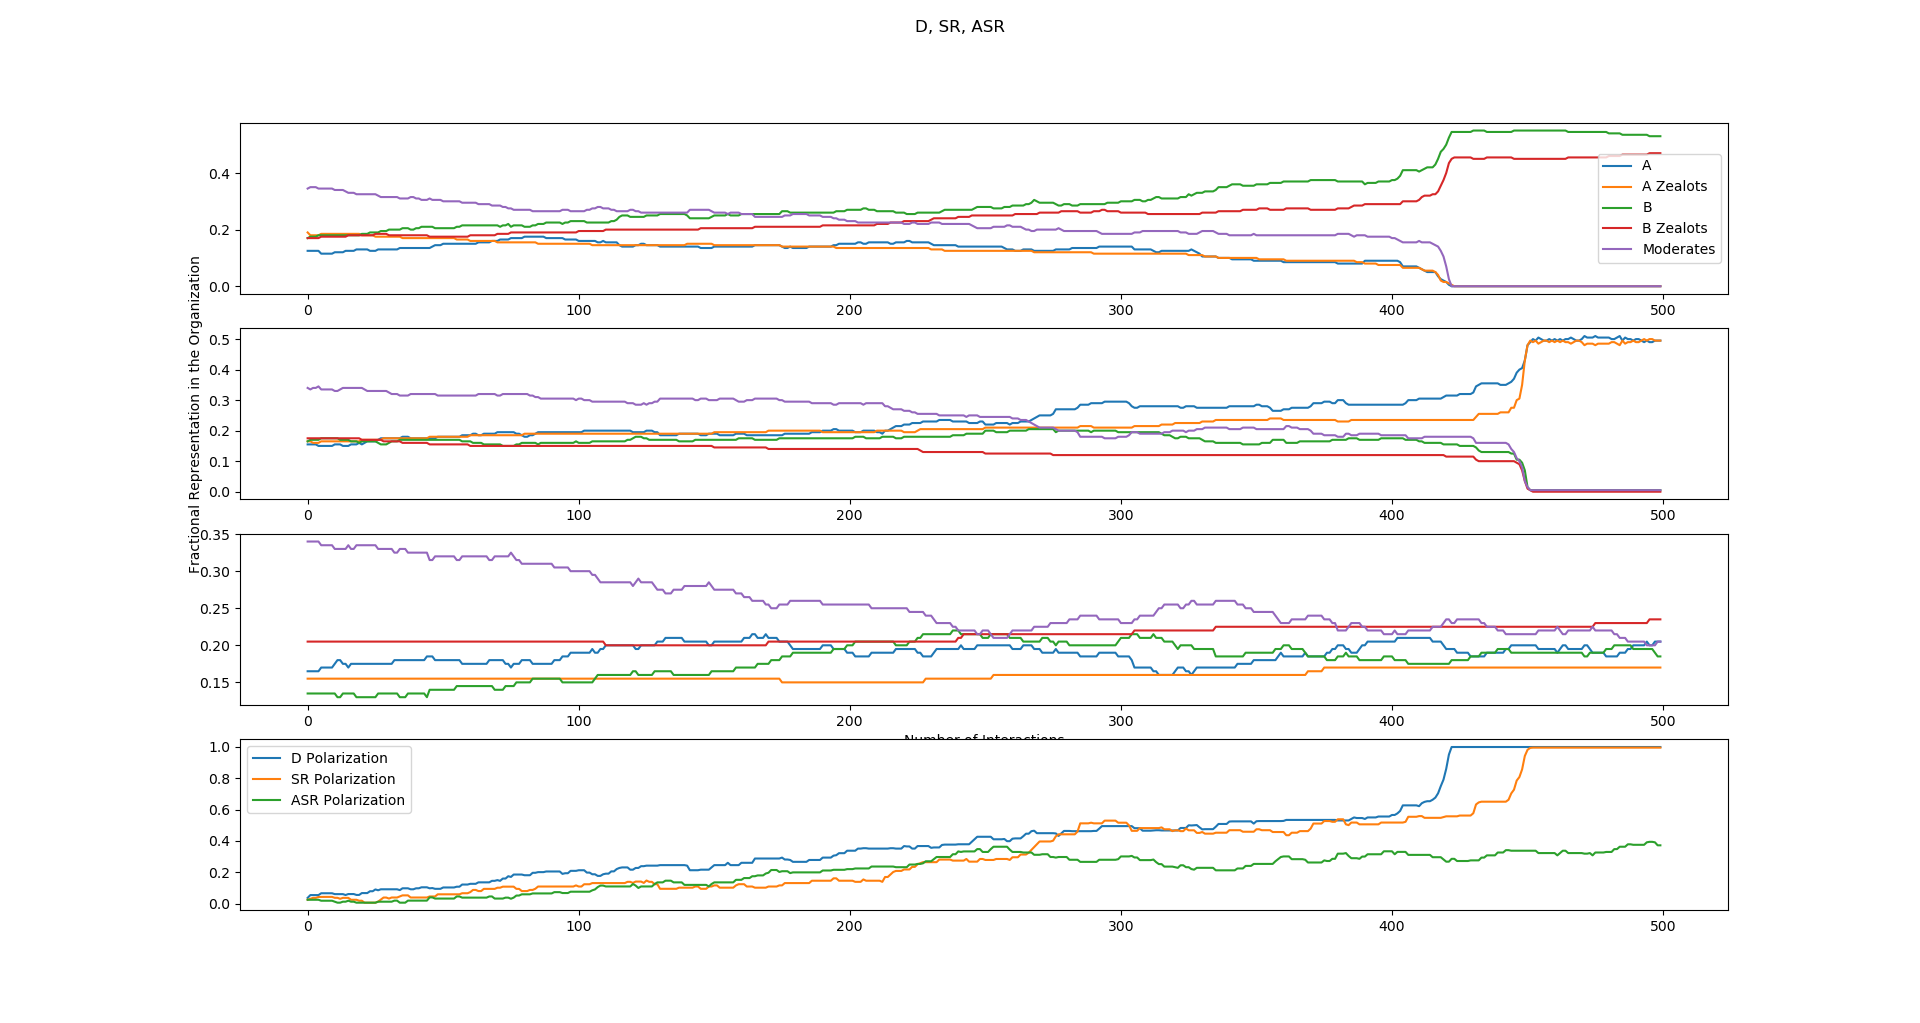 D, SR, ASR
Fractional Representation in the Organization
0.4
0.2
0.0
A
A Zealots
B
B Zealots
Moderates
0 100 200 300 400 500
0.5
0.4
0.3
0.2
0.1
0.0
0 100 200 300 400 500
0.35
0.30
0.25
0.20
0.15
0 100 200 300 400 500
Number of Interactions
1.0
0.8
0.6
0.4
0.2
0.0
D Polarization
SR Polarization
ASR Polarization
0 100 200 300 400 500